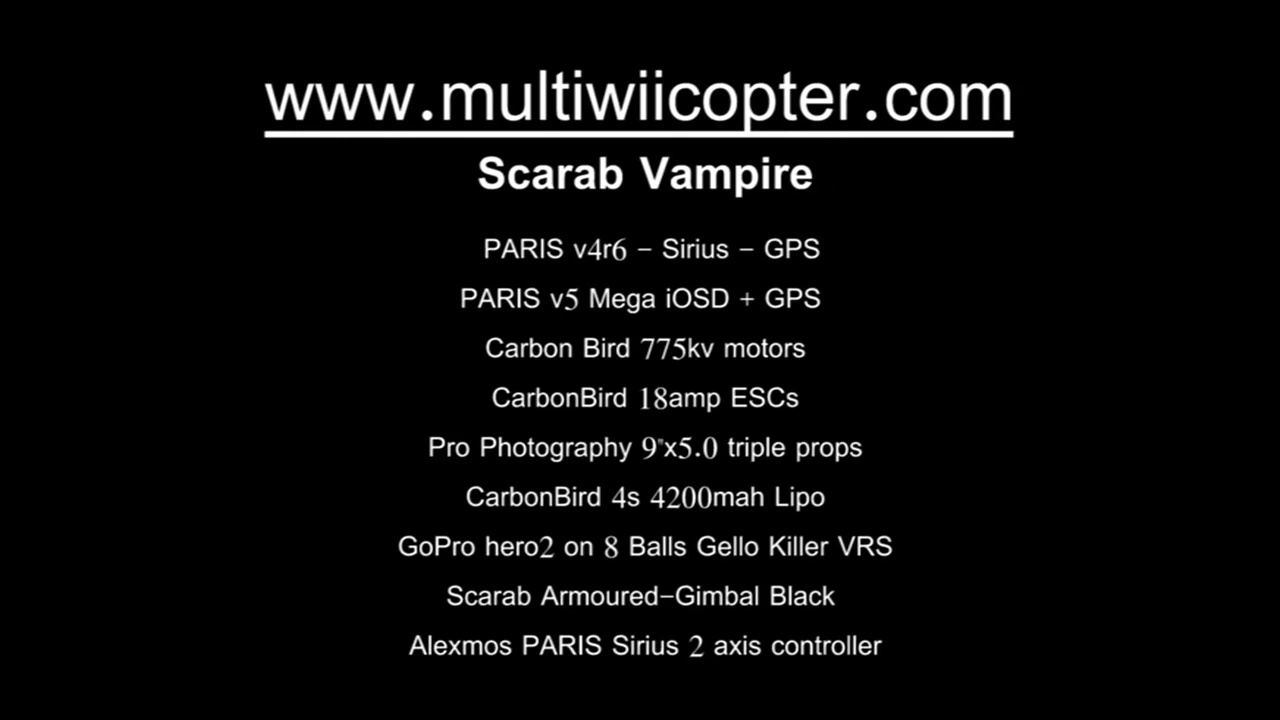 www.multiwiicopter.com
Scarab Vampire
PARIS v4r6 - Sirius - GPS
PARIS v5 Mega iOSD + GPS
Carbon Bird 775kv motors
CarbonBird 18amp ESCs
Pro Photography 9"x5.0 triple props
CarbonBird 4s 4200mah Lipo
GoPro hero2 on 8 Balls Gello Killer VRS
Scarab Armoured-Gimbal Black
Alexmos PARIS Sirius 2 axis controller